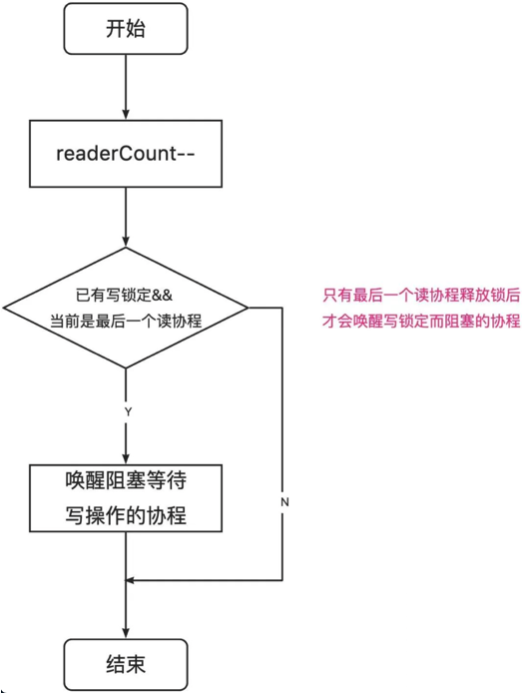 开始
readerCount--
已有写锁定&&
当前是最后一个读协程
只有最后一个读协程释放锁后
才会唤醒写锁定而阻塞的协程
Y
唤醒阻塞等待
写操作的协程
N
结束